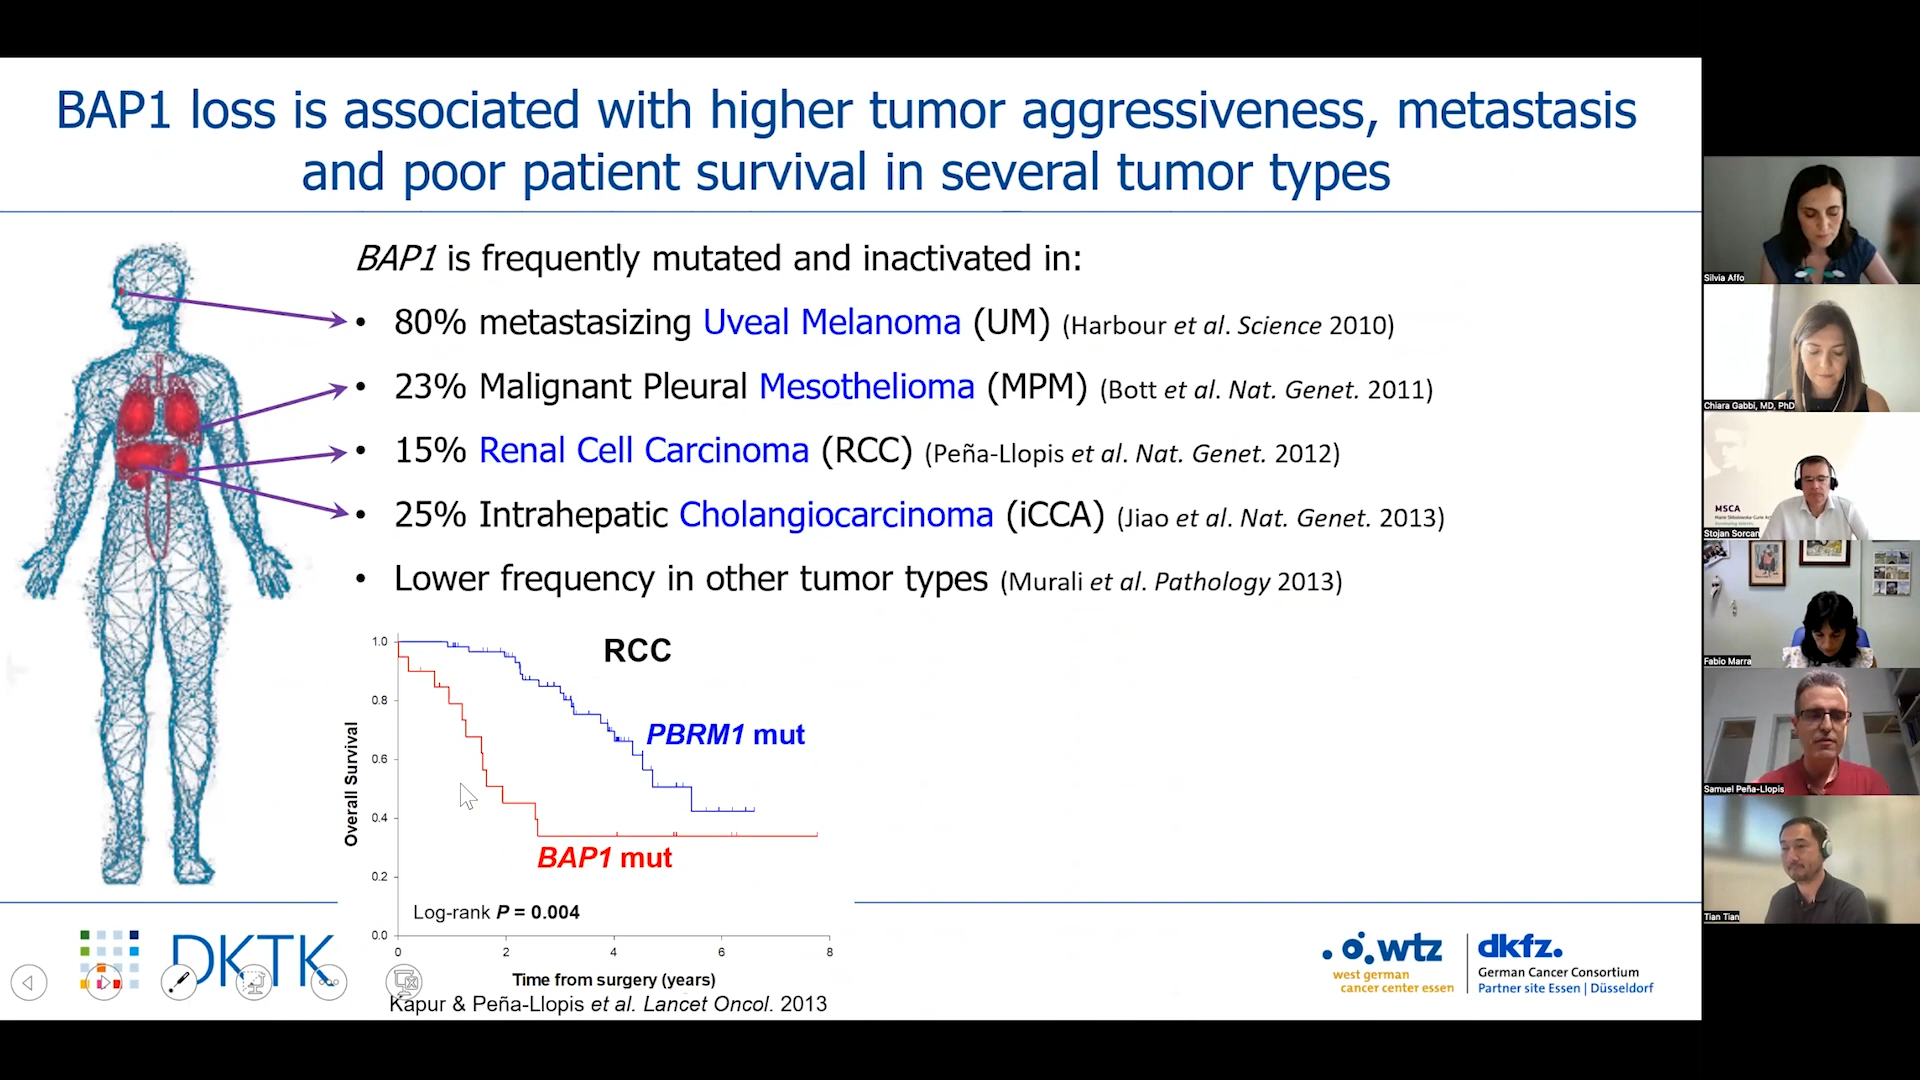 BAP1 loss is associated with higher tumor aggressiveness, metastasis
and poor patient survival in several tumor types
BAP1 is frequently mutated and inactivated in:
• 80% metastasizing Uveal Melanoma (UM) (Harbour et al. Science 2010)
• 23% Malignant Pleural Mesothelioma (MPM) (Bott et al. Nat. Genet. 2011)
• 15% Renal Cell Carcinoma (RCC) (Peña-Llopis et al. Nat. Genet. 2012)
• 25% Intrahepatic Cholangiocarcinoma (iCCA) (Jiao et al. Nat. Genet. 2013)
• Lower frequency in other tumor types (Murali et al. Pathology 2013)
RCC
Overall Survival
1.0
0.8
0.6
0.4
0.2
0.0
PBRM1 mut
BAP1 mut
Log-rank P = 0.004
0 2 4 6 8
Time from surgery (years)
Kapur & Peña-Llopis et al. Lancet Oncol. 2013
DKTK
wtz
west german
cancer center essen
dkfz.
German Cancer Consortium
Partner site Essen | Düsseldorf
Silvia Affo
Chiara Gabbi, MD, PhD
MSCA
Stojan Sorcan
Fabio Marra
Samuel Peña-Llopis
Tian Tian